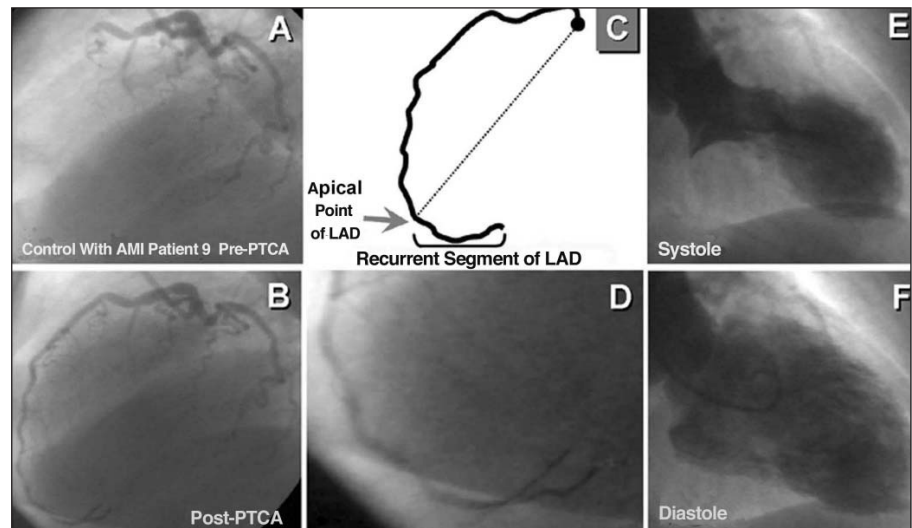 A
Control With AMI Patient 9 Pre-PTCA
B
Post-PTCA
C
Apical
Point
of LAD
Recurrent Segment of LAD
D
E
Systole
F
Diastole